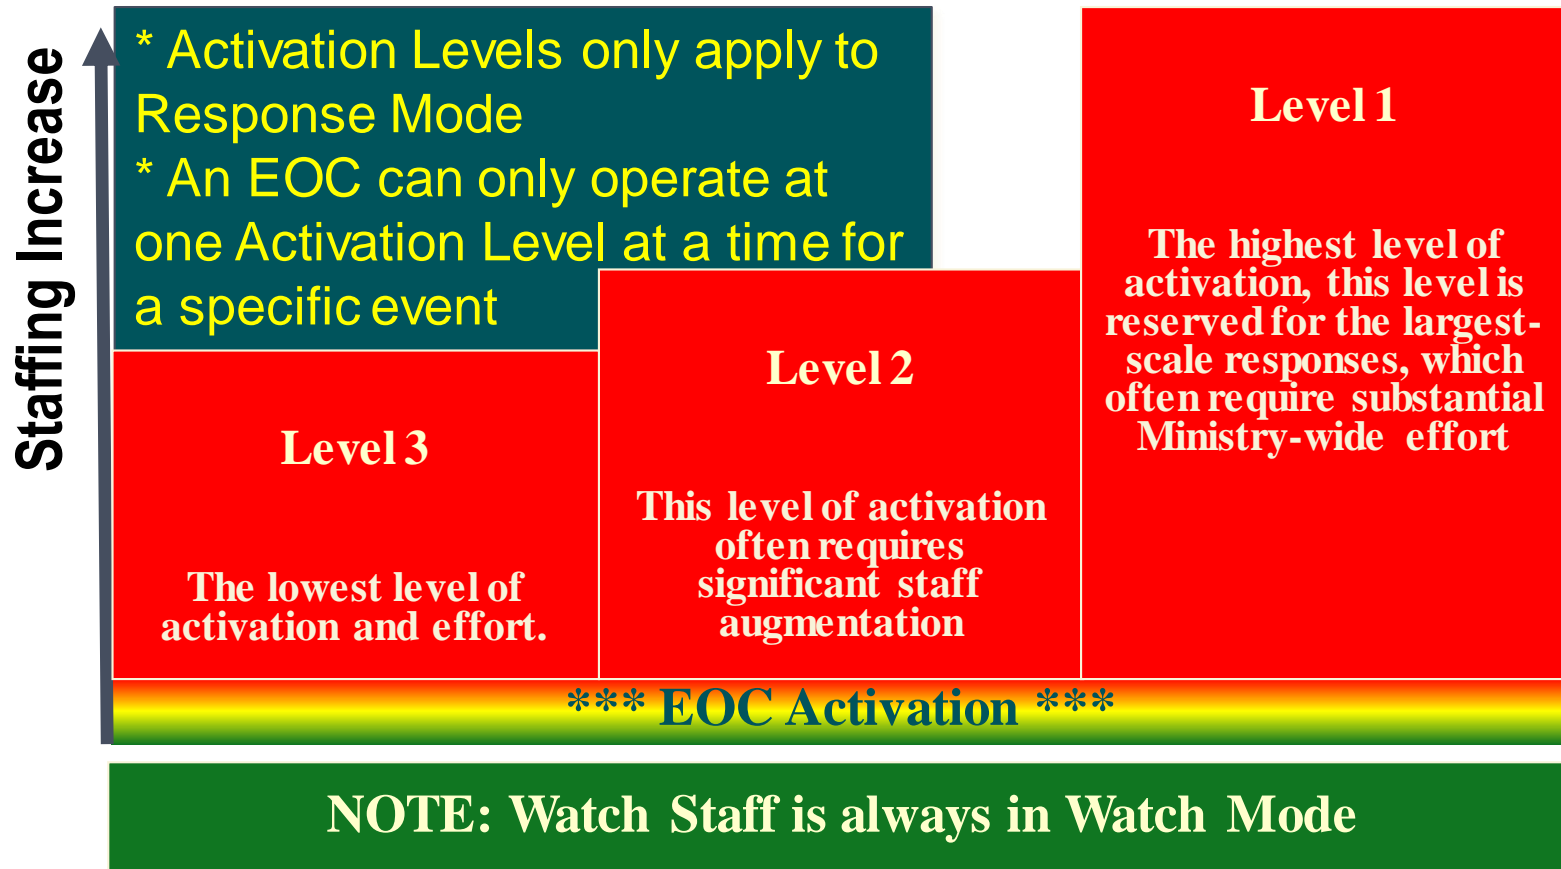 Staffing Increase
* Activation Levels only apply to
Response Mode
* An EOC can only operate at
one Activation Level at a time for
a specific event
Level 3
The lowest level of
activation and effort.
Level 2
This level of activation
often requires
significant staff
augmentation
Level 1
The highest level of
activation, this level is
reserved for the largest-
scale responses, which
often require substantial
Ministry-wide effort
*** EOC Activation ***
NOTE: Watch Staff is always in Watch Mode